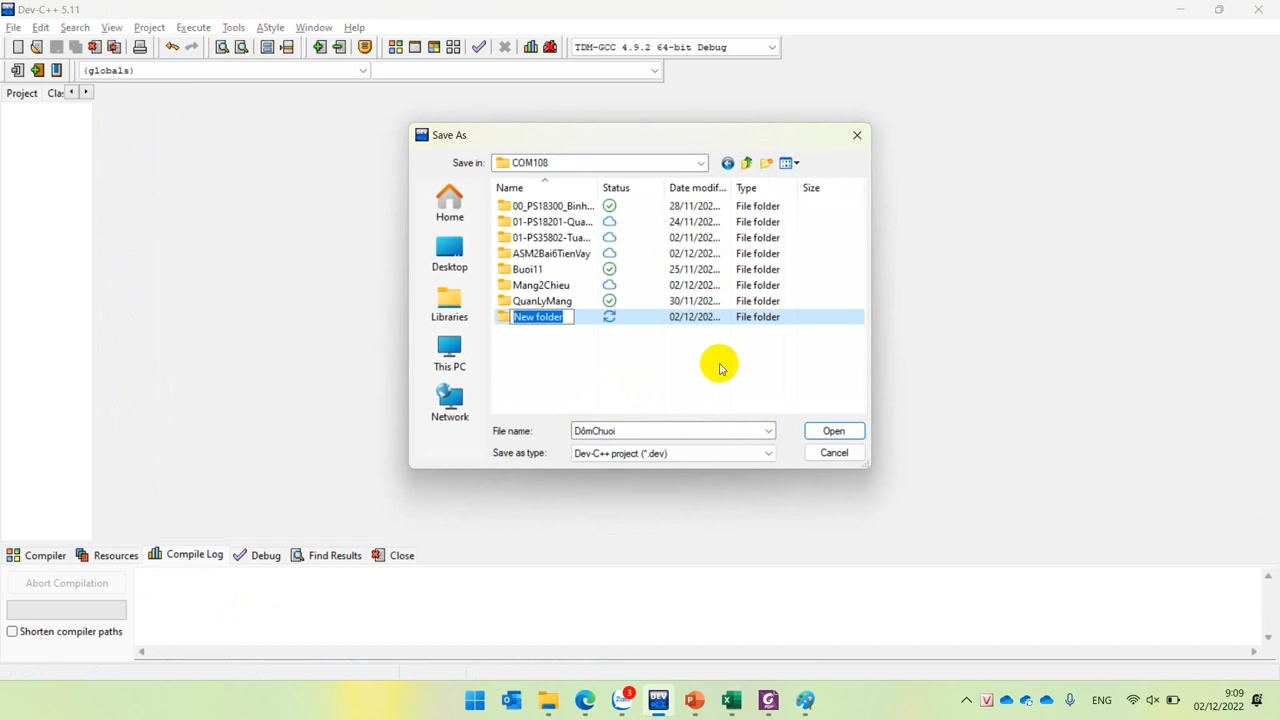 Dev-C++ 5.11
File Edit Search View Project Execute Tools AStyle Window Help
TDM-GCC 4.9.2 64-bit Debug
(globals)
Project Clas
Save As
Save in: COM108
Name Status Date modif... Type Size
00_PS18300_Binh... 28/11/202... File folder
01-PS18201-Qua... 24/11/202... File folder
01-PS35802-Tua... 02/11/202... File folder
ASM2Bai6TienVay 02/12/202... File folder
Buoi11 25/11/202... File folder
Mang2Chieu 02/12/202... File folder
QuanLyMang 30/11/202... File folder
New folder 02/12/202... File folder
Home
Desktop
Libraries
This PC
Network
File name: DômChuoi Open
Save as type: Dev-C++ project (*.dev) Cancel
Compiler Resources Compile Log Debug Find Results Close
Abort Compilation
Shorten compiler paths
Zalo 3
DEV
ENG
9:09
02/12/2022